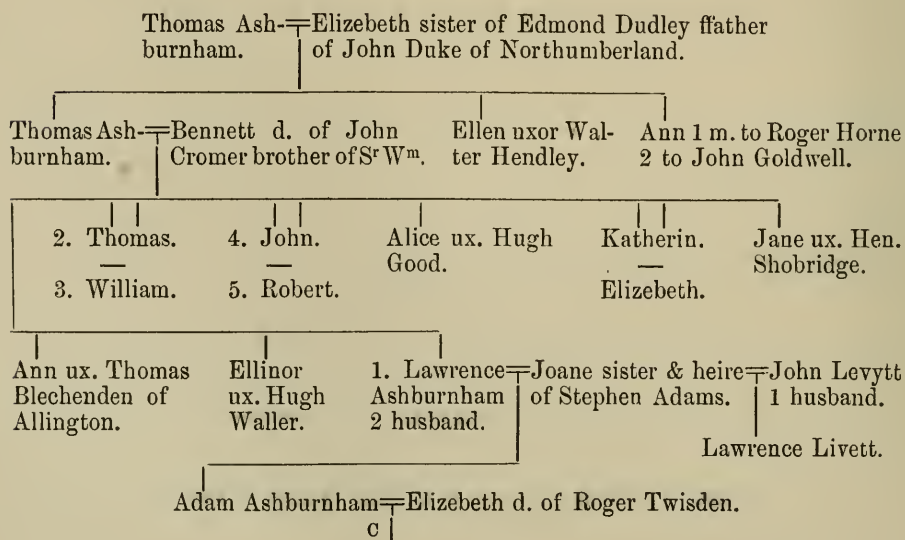 Thomas Ash-=Elizebeth sister of Edmond Dudley ffather
burnham. of John Duke of Northumberland.
Thomas Ash-=Bennett d. of John Ellen uxor Wal- Ann 1 m. to Roger Horne
burnham. Cromer brother of Sʳ Wᵐ. ter Hendley. 2 to John Goldwell.
2. Thomas. 4. John. Alice ux. Hugh Katherin. Jane ux. Hen.
— — Good. — Shobridge.
3. William. 5. Robert. Elizebeth.
Ann ux. Thomas Ellinor 1. Lawrence=Joane sister & heire=John Levytt
Blechenden of ux. Hugh Ashburnham of Stephen Adams. 1 husband.
Allington. Waller. 2 husband.
Lawrence Livett.
Adam Ashburnham=Elizebeth d. of Roger Twisden.
C